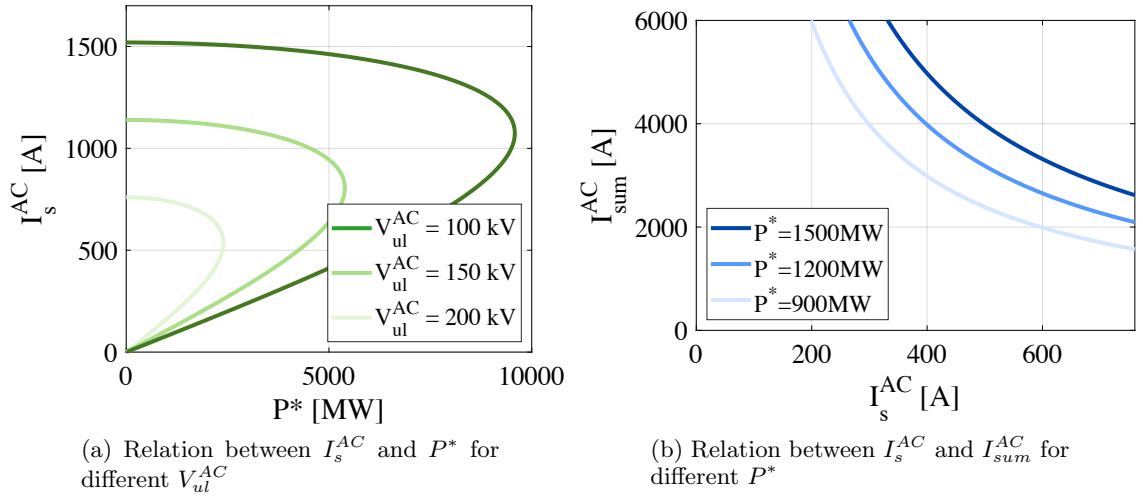 1500
1000
500
0
I_s^AC [A]
V_ul^AC = 100 kV
V_ul^AC = 150 kV
V_ul^AC = 200 kV
0 5000 10000
P* [MW]
(a) Relation between I_s^AC and P* for
different V_ul^AC
6000
4000
2000
0
I_sum^AC [A]
P*=1500MW
P*=1200MW
P*=900MW
0 200 400 600
I_s^AC [A]
(b) Relation between I_s^AC and I_sum^AC for
different P*